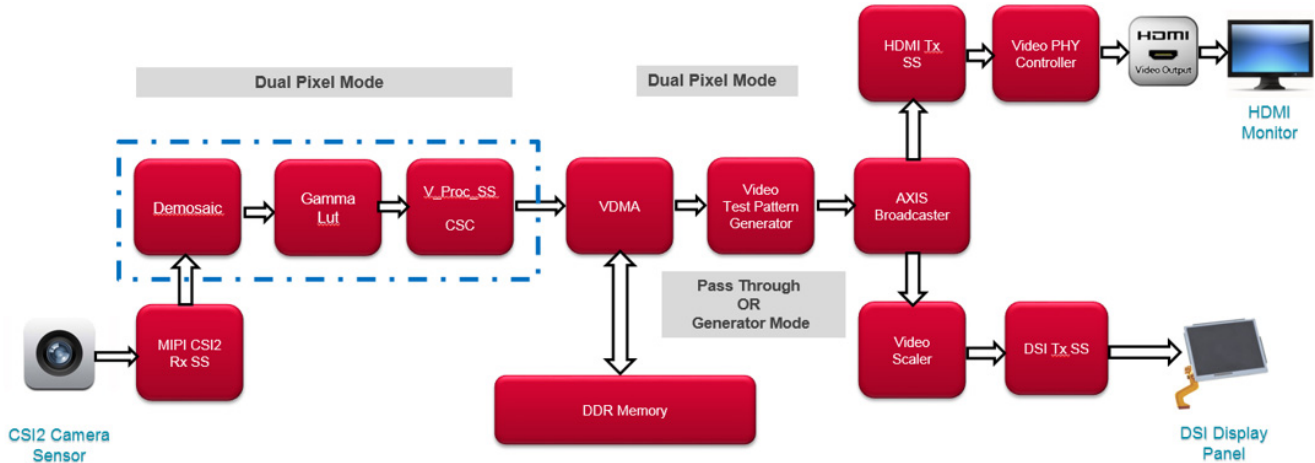 HDMI Tx
SS
Video PHY
Controller
HDMI
Video Output
HDMI
Monitor
Dual Pixel Mode
Dual Pixel Mode
Demosaic
Gamma
Lut
V_Proc_SS
CSC
VDMA
Video
Test Pattern
Generator
AXIS
Broadcaster
Pass Through
OR
Generator Mode
MIPI CSI2
Rx SS
Video
Scaler
DSI Tx SS
DDR Memory
CSI2 Camera
Sensor
DSI Display
Panel